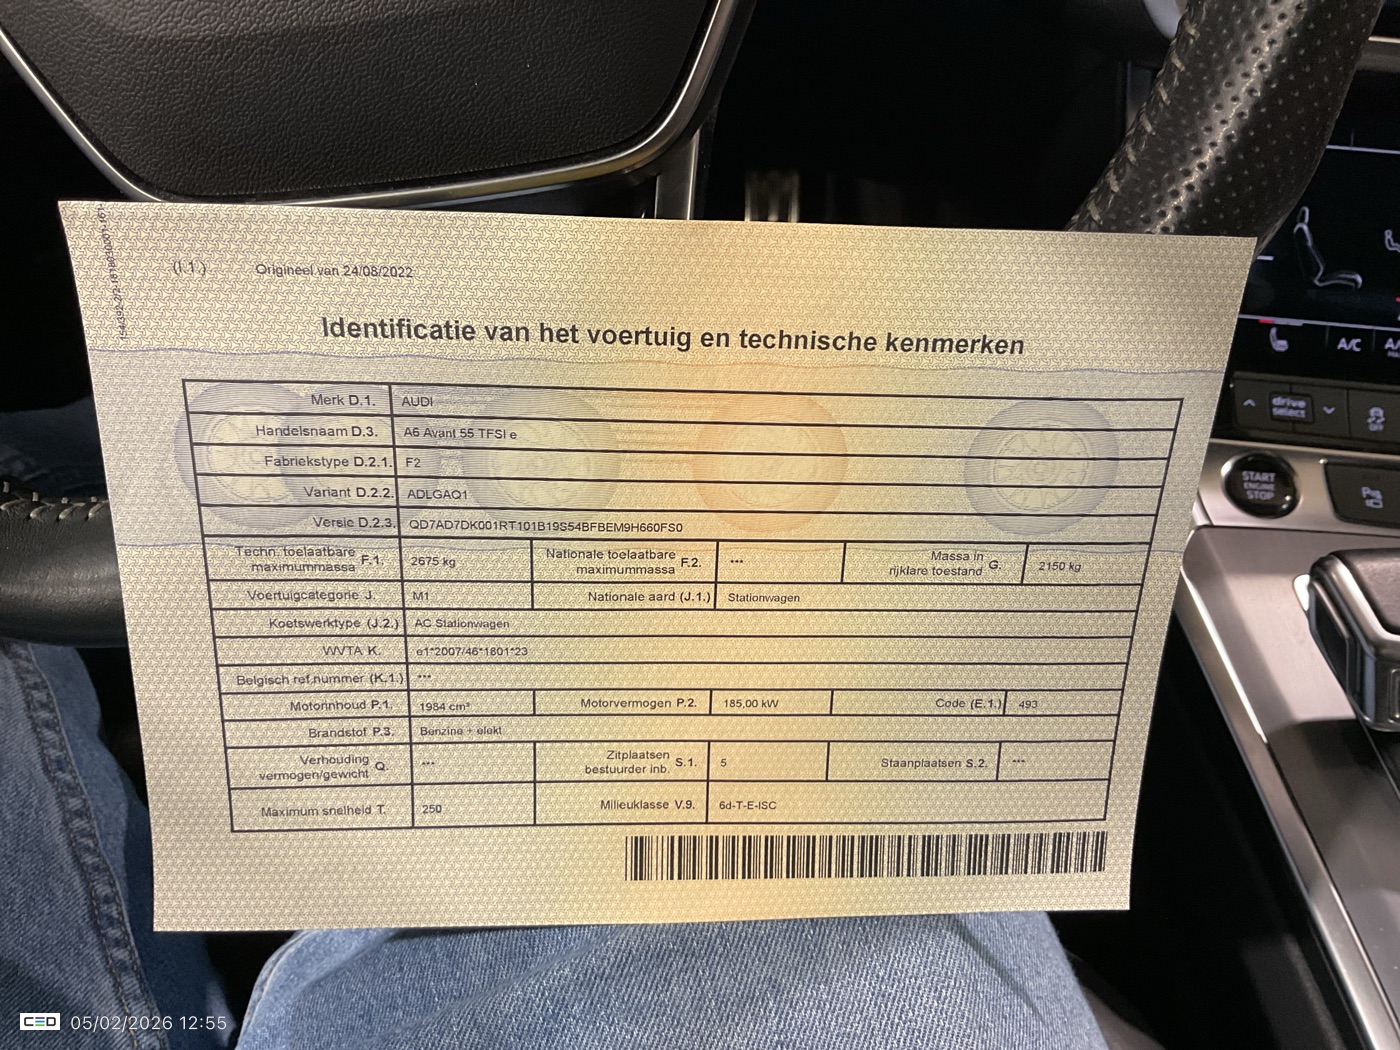 (I.1.) Origineel van 24/08/2022
Identificatie van het voertuig en technische kenmerken
Merk D.1. AUDI
Handelsnaam D.3. A6 Avant 55 TFSI e
Fabriekstype D.2.1. F2
Variant D.2.2. ADLGAQ1
Versie D.2.3. QD7AD7DK001RT101B19S54BFBEM9H660FS0
Techn. toelaatbare maximummassa F.1. 2675 kg Nationale toelaatbare maximummassa F.2. *** Massa in rijklare toestand G. 2150 kg
Voertuigcategorie J. M1 Nationale aard (J.1.) Stationwagen
Koetswerktype (J.2.) AC Stationwagen
WVTA K. e1*2007/46*1801*23
Belgisch ref.nummer (K.1.) ***
Motorinhoud P.1. 1984 cm³ Motorvermogen P.2. 185,00 kW Code (E.1.) 493
Brandstof P.3. Benzine + elekt
Verhouding vermogen/gewicht Q. *** Zitplaatsen bestuurder inb. S.1. 5 Staanplaatsen S.2. ***
Maximum snelheid T. 250 Milieuklasse V.9. 6d-T-E-ISC
A/C
drive select
OFF
START ENGINE STOP
CED 05/02/2026 12:55